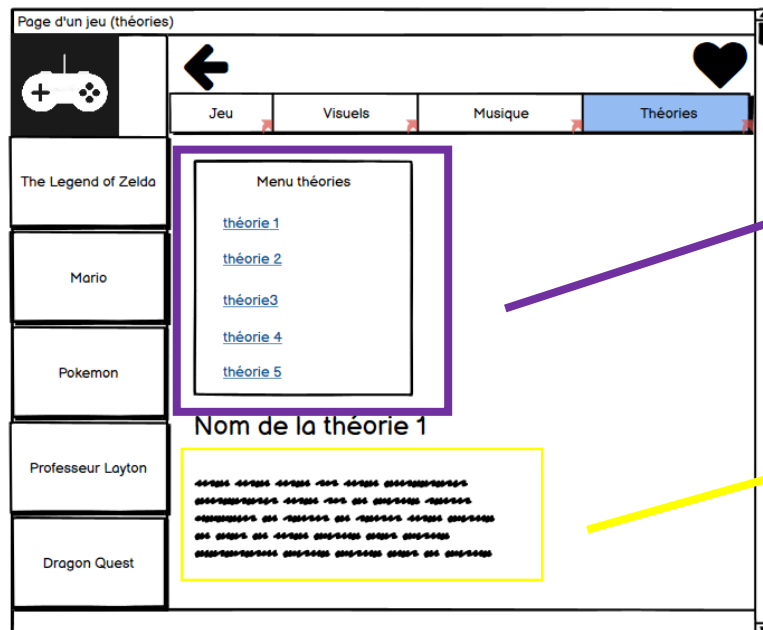 Page d'un jeu (théories)
Jeu
Visuels
Musique
Théories
The Legend of Zelda
Mario
Pokemon
Professeur Layton
Dragon Quest
Menu théories
théorie 1
théorie 2
théorie3
théorie 4
théorie 5
Nom de la théorie 1